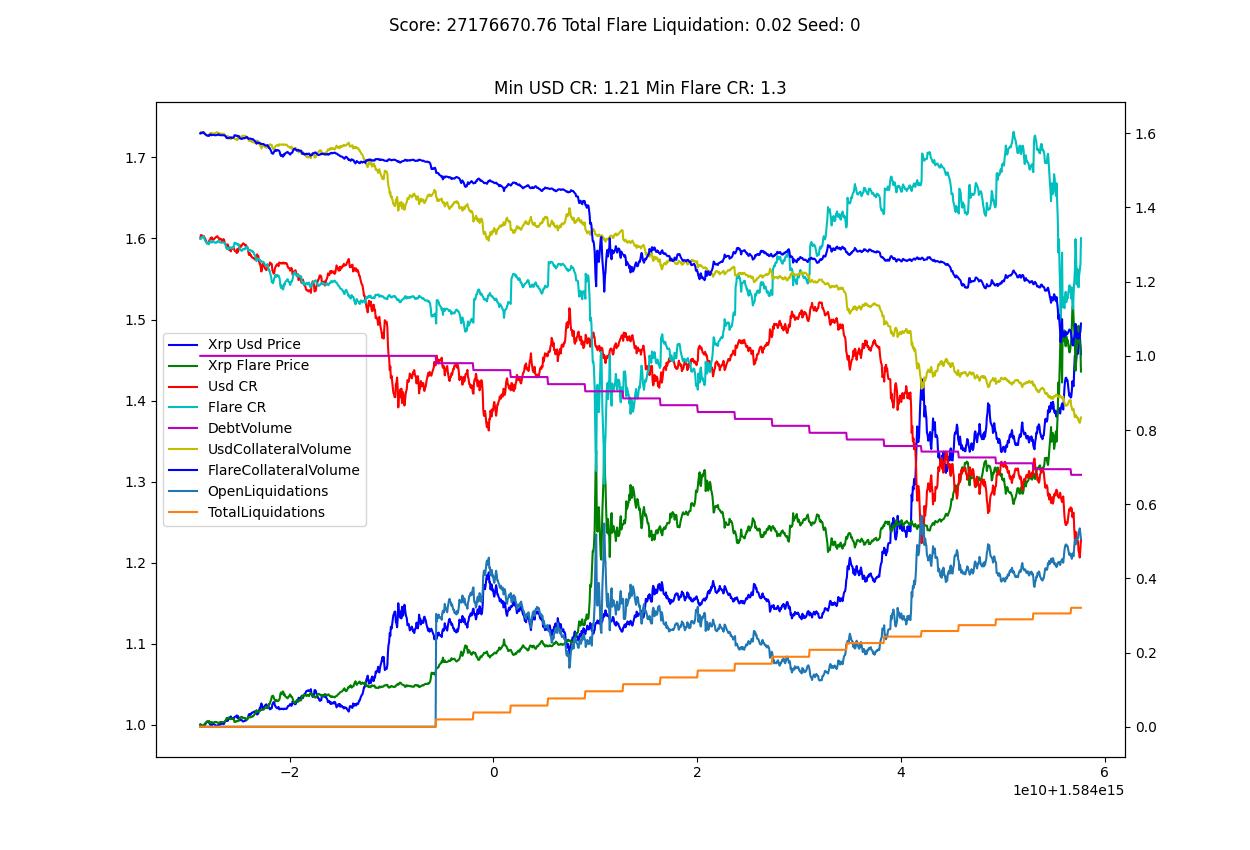 Score: 27176670.76 Total Flare Liquidation: 0.02 Seed: 0
Min USD CR: 1.21 Min Flare CR: 1.3
1.7
1.6
1.5
1.4
1.3
1.2
1.1
1.0
Xrp Usd Price
Xrp Flare Price
Usd CR
Flare CR
DebtVolume
UsdCollateralVolume
FlareCollateralVolume
OpenLiquidations
TotalLiquidations
1.6
1.4
1.2
1.0
0.8
0.6
0.4
0.2
0.0
−2
0
2
4
6
1e10+1.584e15